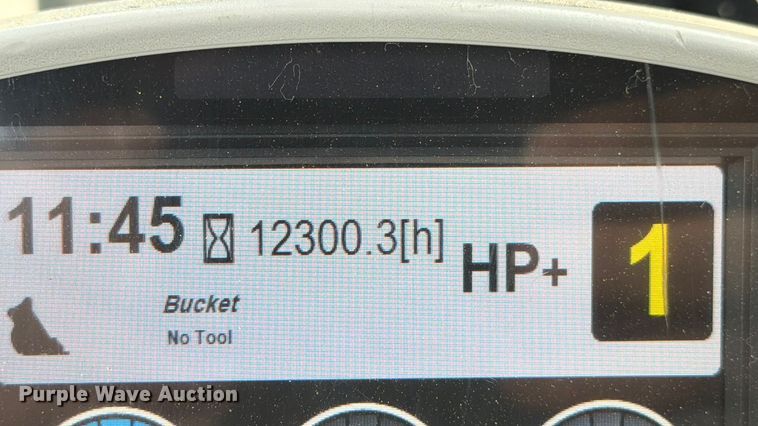 11:45 12300.3[h] HP+ 1
Bucket
No Tool
Purple Wave Auction